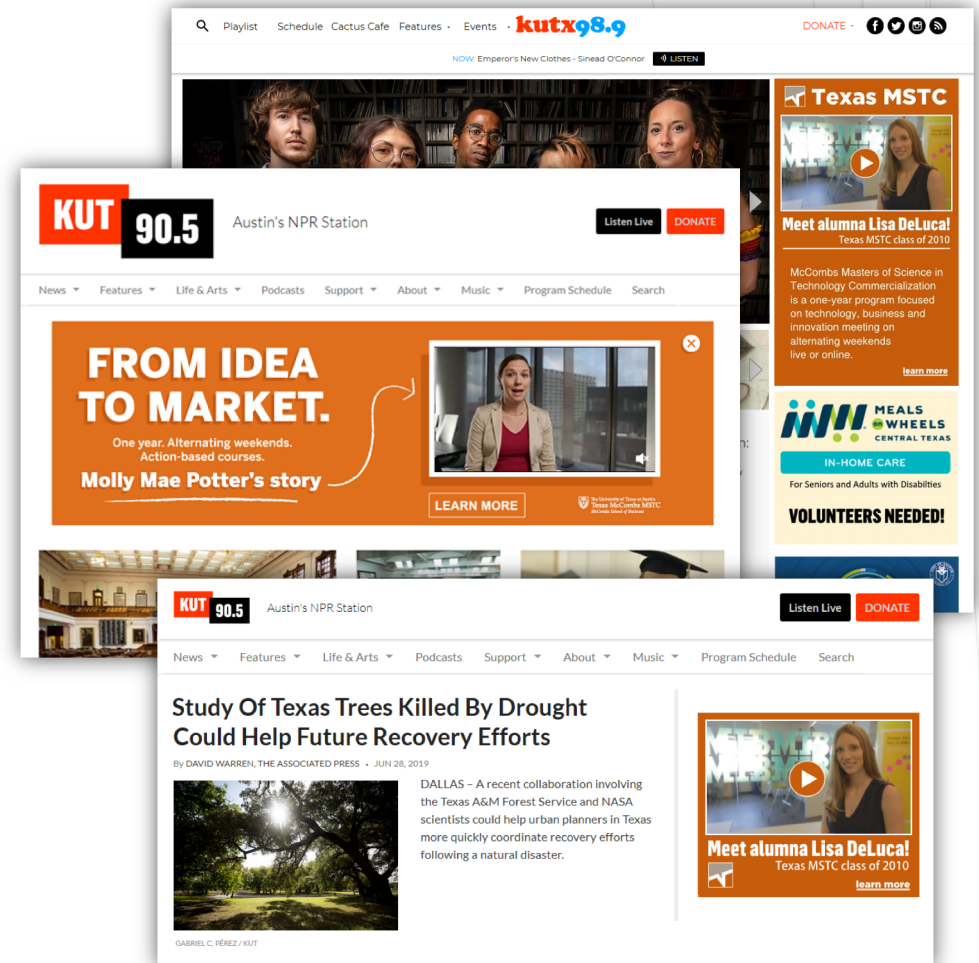 Playlist Schedule Cactus Cafe Features Events kutx98.9 DONATE
NOW: Emperor's New Clothes - Sinead O'Connor LISTEN
Texas MSTC
Meet alumna Lisa DeLuca!
Texas MSTC class of 2010
McCombs Masters of Science in
Technology Commercialization
is a one-year program focused
on technology, business and
innovation meeting on
alternating weekends
live or online.
learn more
MEALS
on WHEELS
CENTRAL TEXAS
IN-HOME CARE
For Seniors and Adults with Disabilties
VOLUNTEERS NEEDED!
KUT 90.5 Austin's NPR Station Listen Live DONATE
News Features Life & Arts Podcasts Support About Music Program Schedule Search
FROM IDEA
TO MARKET.
One year. Alternating weekends.
Action-based courses.
Molly Mae Potter's story
LEARN MORE
The University of Texas at Austin
Texas McCombs MSTC
McCombs School of Business
KUT 90.5 Austin's NPR Station Listen Live DONATE
News Features Life & Arts Podcasts Support About Music Program Schedule Search
Study Of Texas Trees Killed By Drought
Could Help Future Recovery Efforts
By DAVID WARREN, THE ASSOCIATED PRESS • JUN 28, 2019
DALLAS – A recent collaboration involving
the Texas A&M Forest Service and NASA
scientists could help urban planners in Texas
more quickly coordinate recovery efforts
following a natural disaster.
GABRIEL C. PÉREZ / KUT
Meet alumna Lisa DeLuca!
Texas MSTC class of 2010
learn more